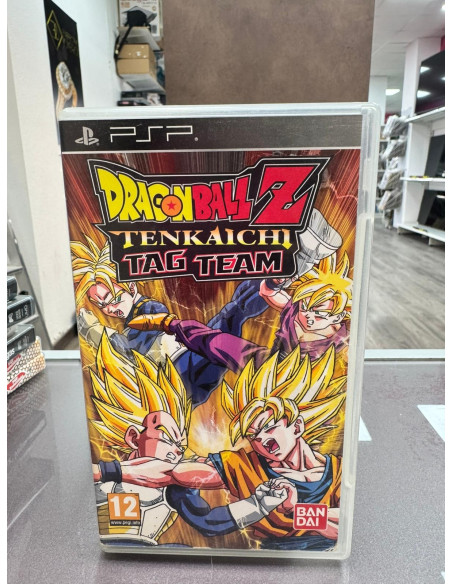 PSP
DRAGON BALL Z
TENKAICHI
TAG TEAM
12
www.pegi.info
BAN
DAI